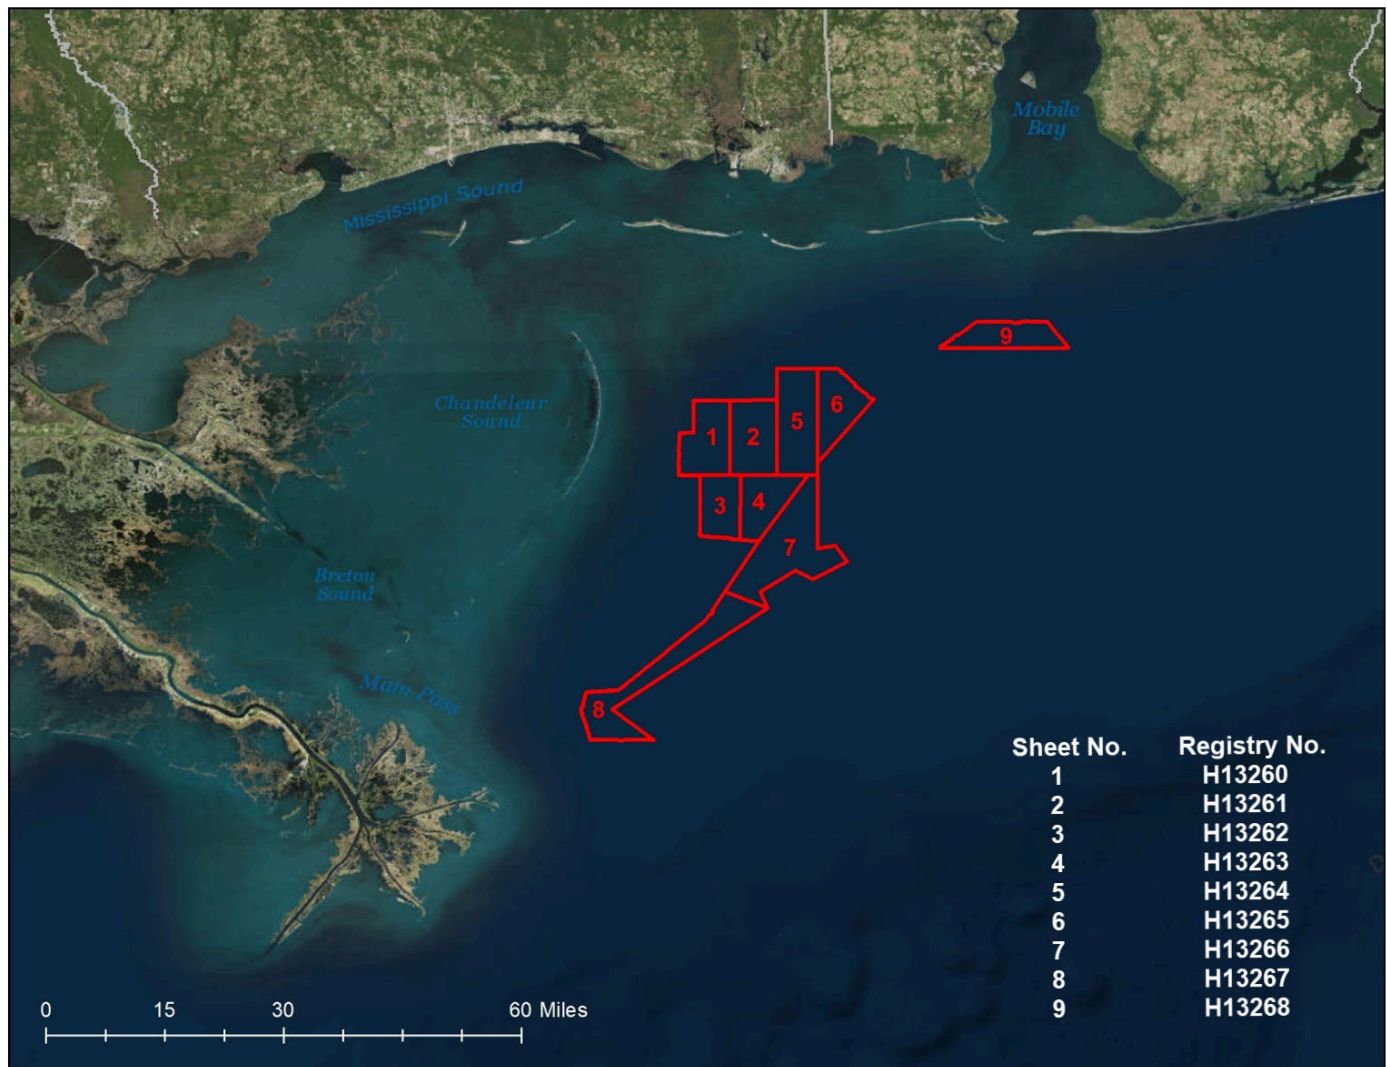 Mobile
Bay
Mississippi Sound
9
Chandeleur
Sound
1
2
5
6
3
4
7
Breton
Sound
Main Pass
8
Sheet No. Registry No.
1 H13260
2 H13261
3 H13262
4 H13263
5 H13264
6 H13265
7 H13266
8 H13267
9 H13268
0 15 30 60 Miles